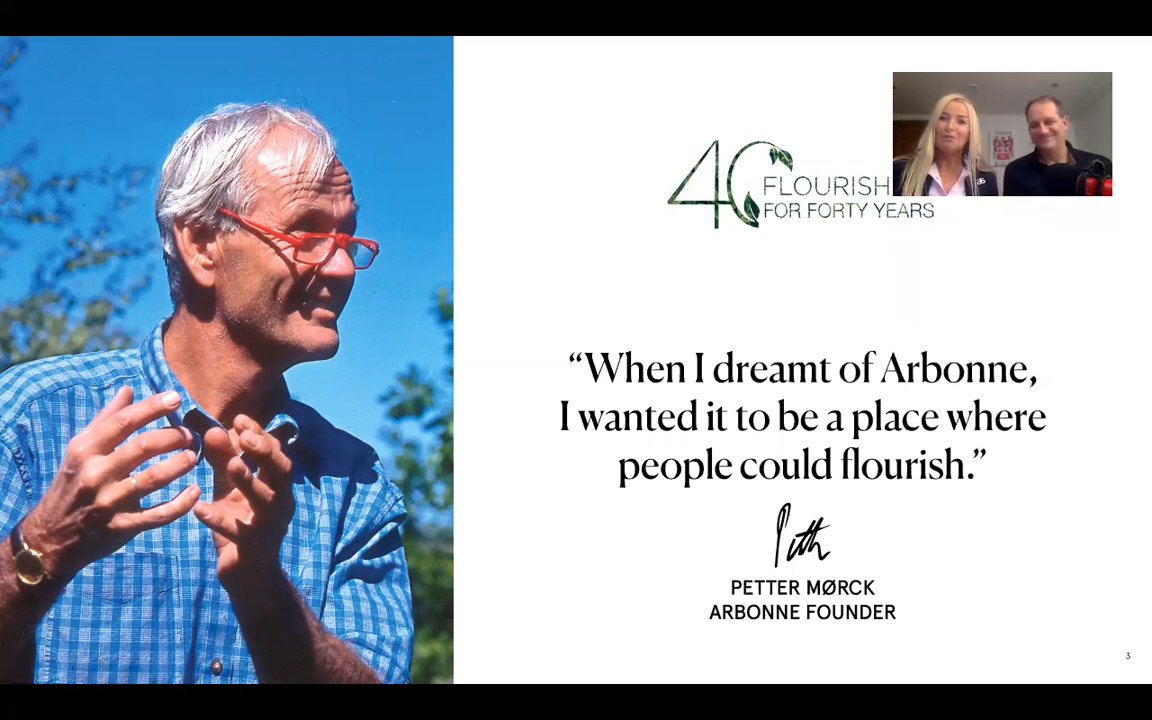 40
FLOURISH
FOR FORTY YEARS
“When I dreamt of Arbonne,
I wanted it to be a place where
people could flourish.”
Petter
PETTER MØRCK
ARBONNE FOUNDER
3